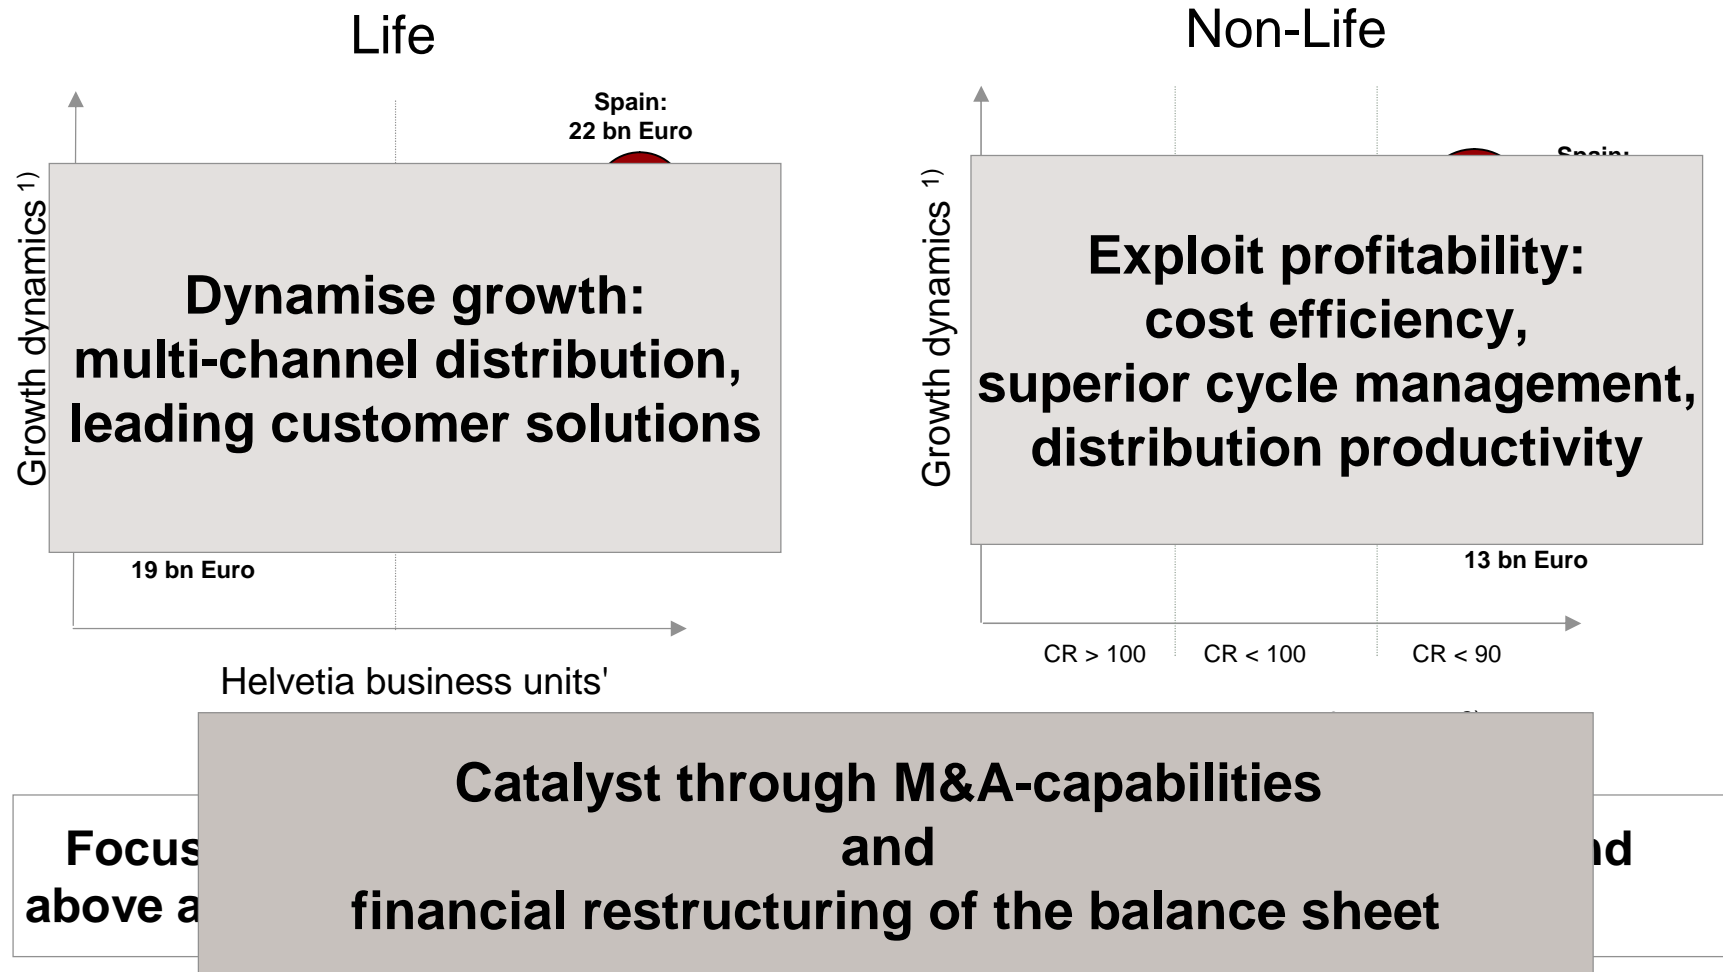 Life
Non-Life
Spain:
22 bn Euro
Spain:
Growth dynamics 1)
Growth dynamics 1)
Dynamise growth:
multi-channel distribution,
leading customer solutions
Exploit profitability:
cost efficiency,
superior cycle management,
distribution productivity
19 bn Euro
13 bn Euro
CR > 100
CR < 100
CR < 90
Helvetia business units'
Catalyst through M&A-capabilities
and
financial restructuring of the balance sheet
Focus
above a